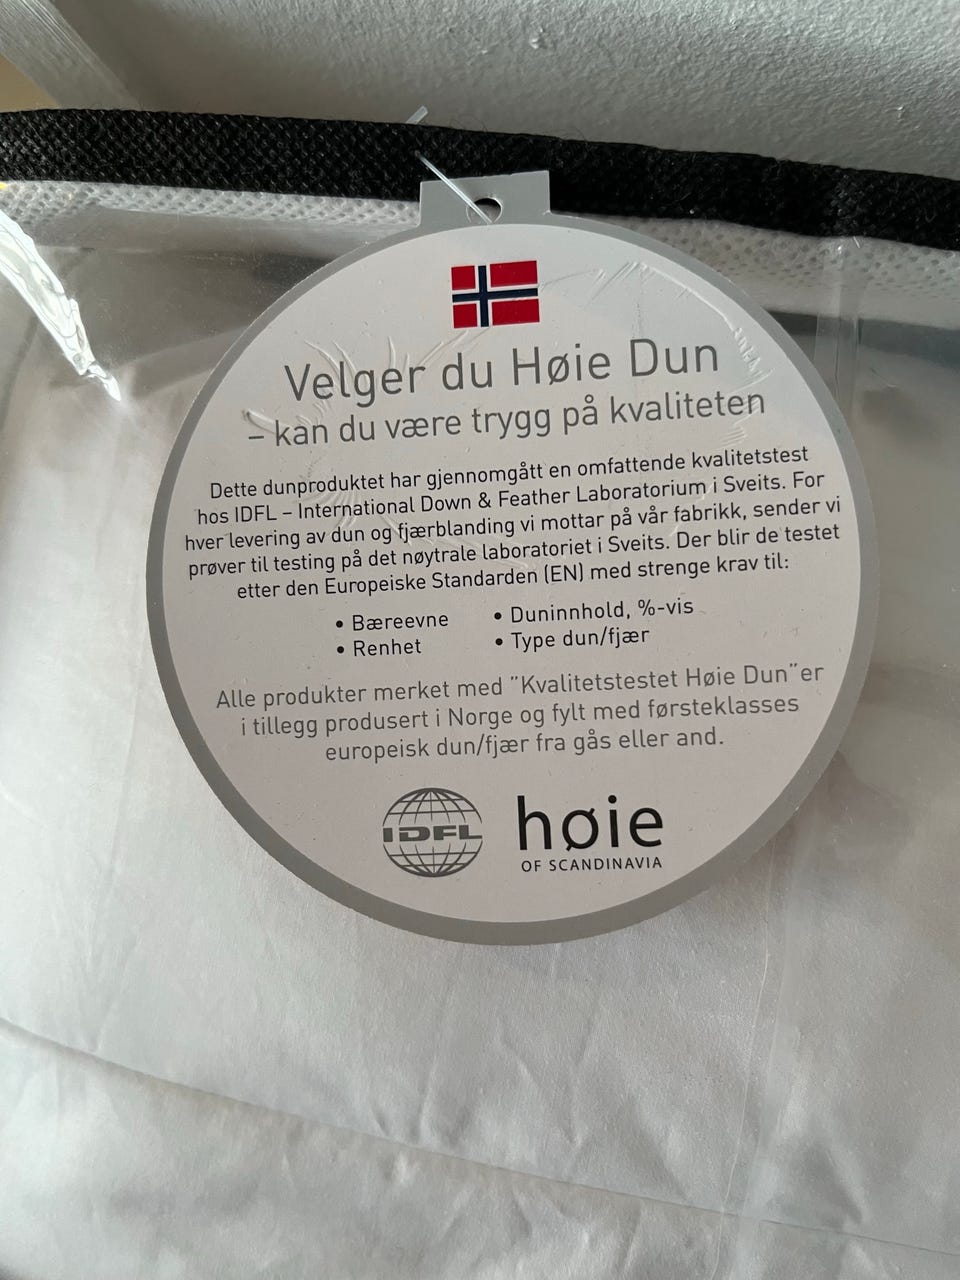 Velger du Høie Dun
– kan du være trygg på kvaliteten
Dette dunproduktet har gjennomgått en omfattende kvalitetstest
hos IDFL – International Down & Feather Laboratorium i Sveits. For
hver levering av dun og fjærblanding vi mottar på vår fabrikk, sender vi
prøver til testing på det nøytrale laboratoriet i Sveits. Der blir de testet
etter den Europeiske Standarden (EN) med strenge krav til:
• Bæreevne
• Renhet
• Duninnhold, %-vis
• Type dun/fjær
Alle produkter merket med ”Kvalitetstestet Høie Dun”er
i tillegg produsert i Norge og fylt med førsteklasses
europeisk dun/fjær fra gås eller and.
IDFL
høie
OF SCANDINAVIA